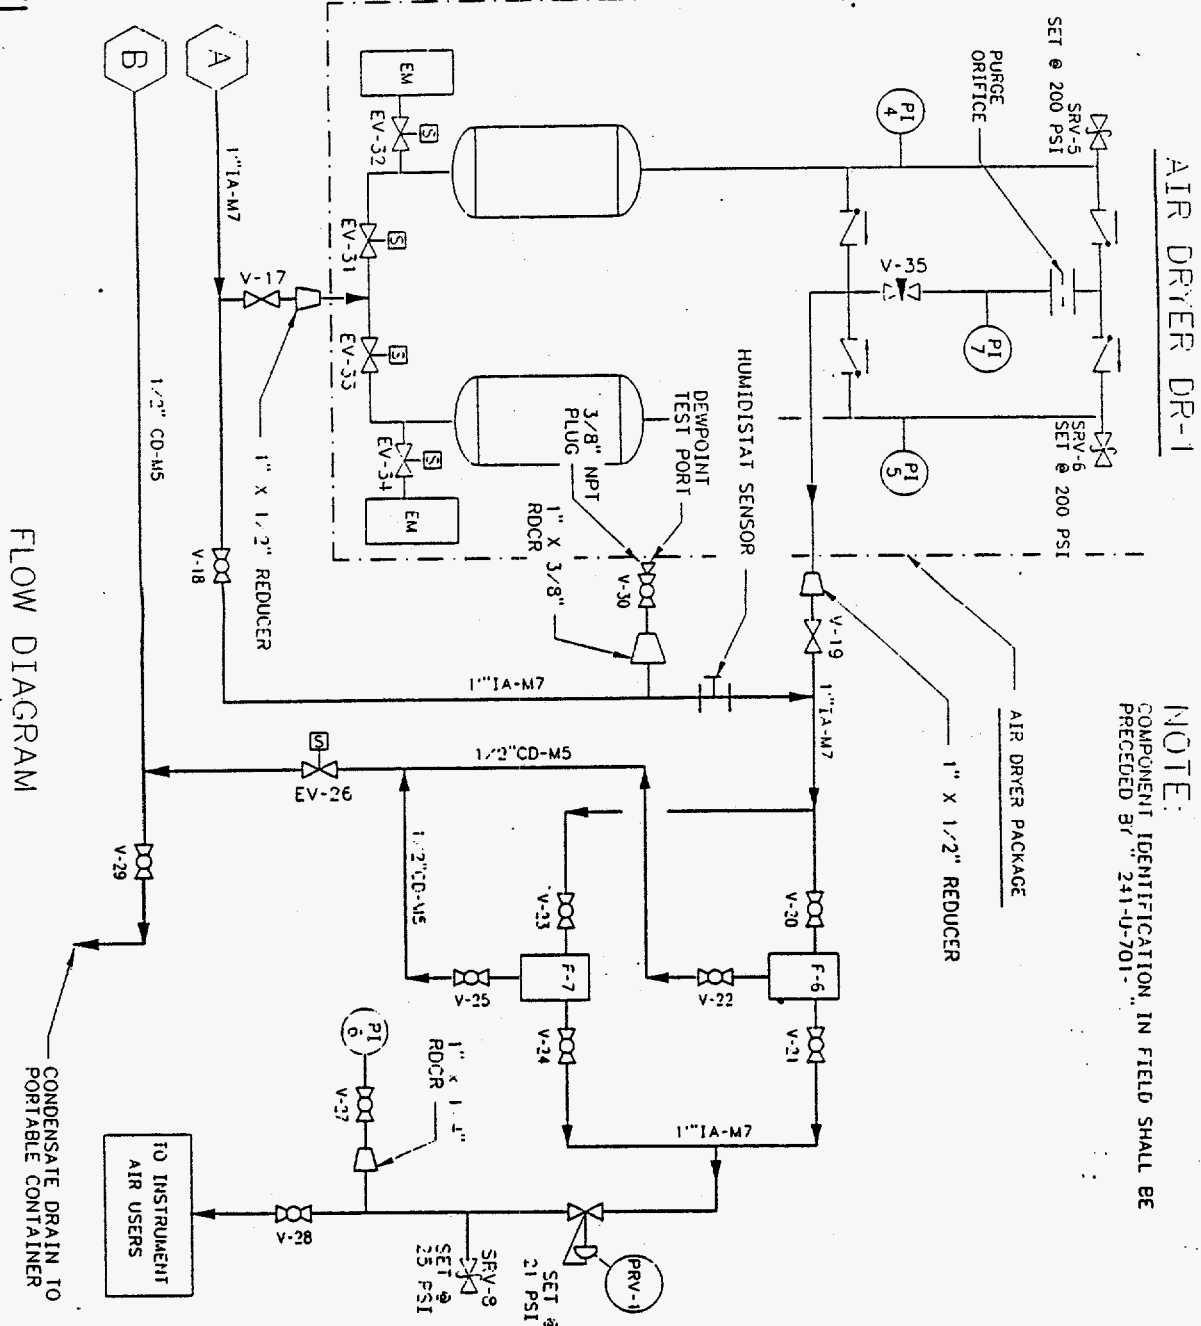 AIR DRYER DR-1
SET @ 200 PSI
SRV-5
PURGE
ORIFICE
PI
4
EM
EV-32
S
B
A
1"IA-M7
EV-31
S
V-17
V-35
PI
7
EV-33
S
HUMIDISTAT SENSOR
DEWPOINT
TEST PORT
3/8" NPT
PLUG
EV-34
S
EM
PI
5
SRV-6
SET @ 200 PSI
1/2" CD-M5
1" X 1/2" REDUCER
V-18
1" X 3/8"
RDCR
V-30
V-19
1"IA-M7
1"IA-M7
AIR DRYER PACKAGE
1" X 1/2" REDUCER
NOTE:
COMPONENT IDENTIFICATION IN FIELD SHALL BE
PRECEDED BY " 241-U-701- "
FLOW DIAGRAM
S
EV-26
1/2"CD-M5
1/2"CD-M5
V-29
V-23
V-20
F-7
F-6
V-25
V-22
V-24
V-21
PI
6
V-27
RDCR
1"IA-M7
CONDENSATE DRAIN TO
PORTABLE CONTAINER
TO INSTRUMENT
AIR USERS
V-28
SRV-8
SET @
25 PSI
SET @
21 PSI
PRV-1